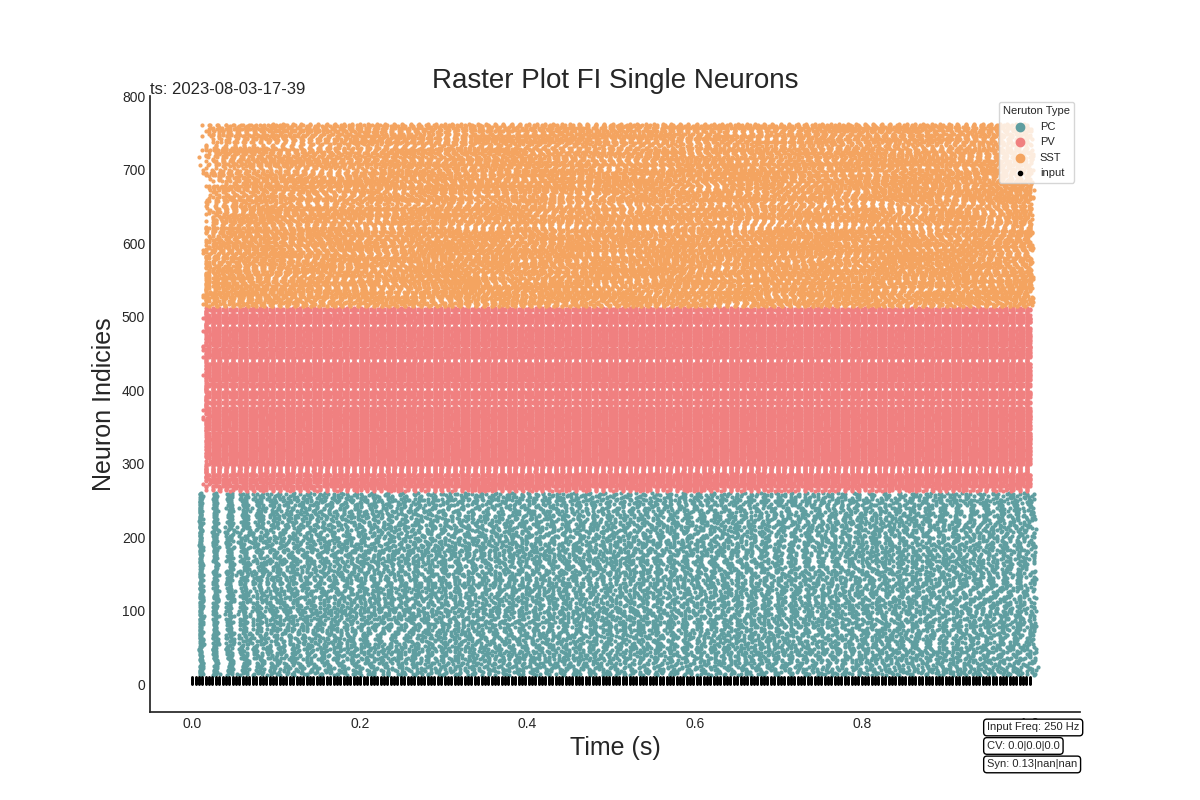 Raster Plot FI Single Neurons
ts: 2023-08-03-17-39
800
700
600
500
400
300
200
100
0
Neuron Indicies
Neruton Type
PC
PV
SST
input
0.0
0.2
0.4
0.6
0.8
Time (s)
Input Freq: 250 Hz
CV: 0.0|0.0|0.0
Syn: 0.13|nan|nan